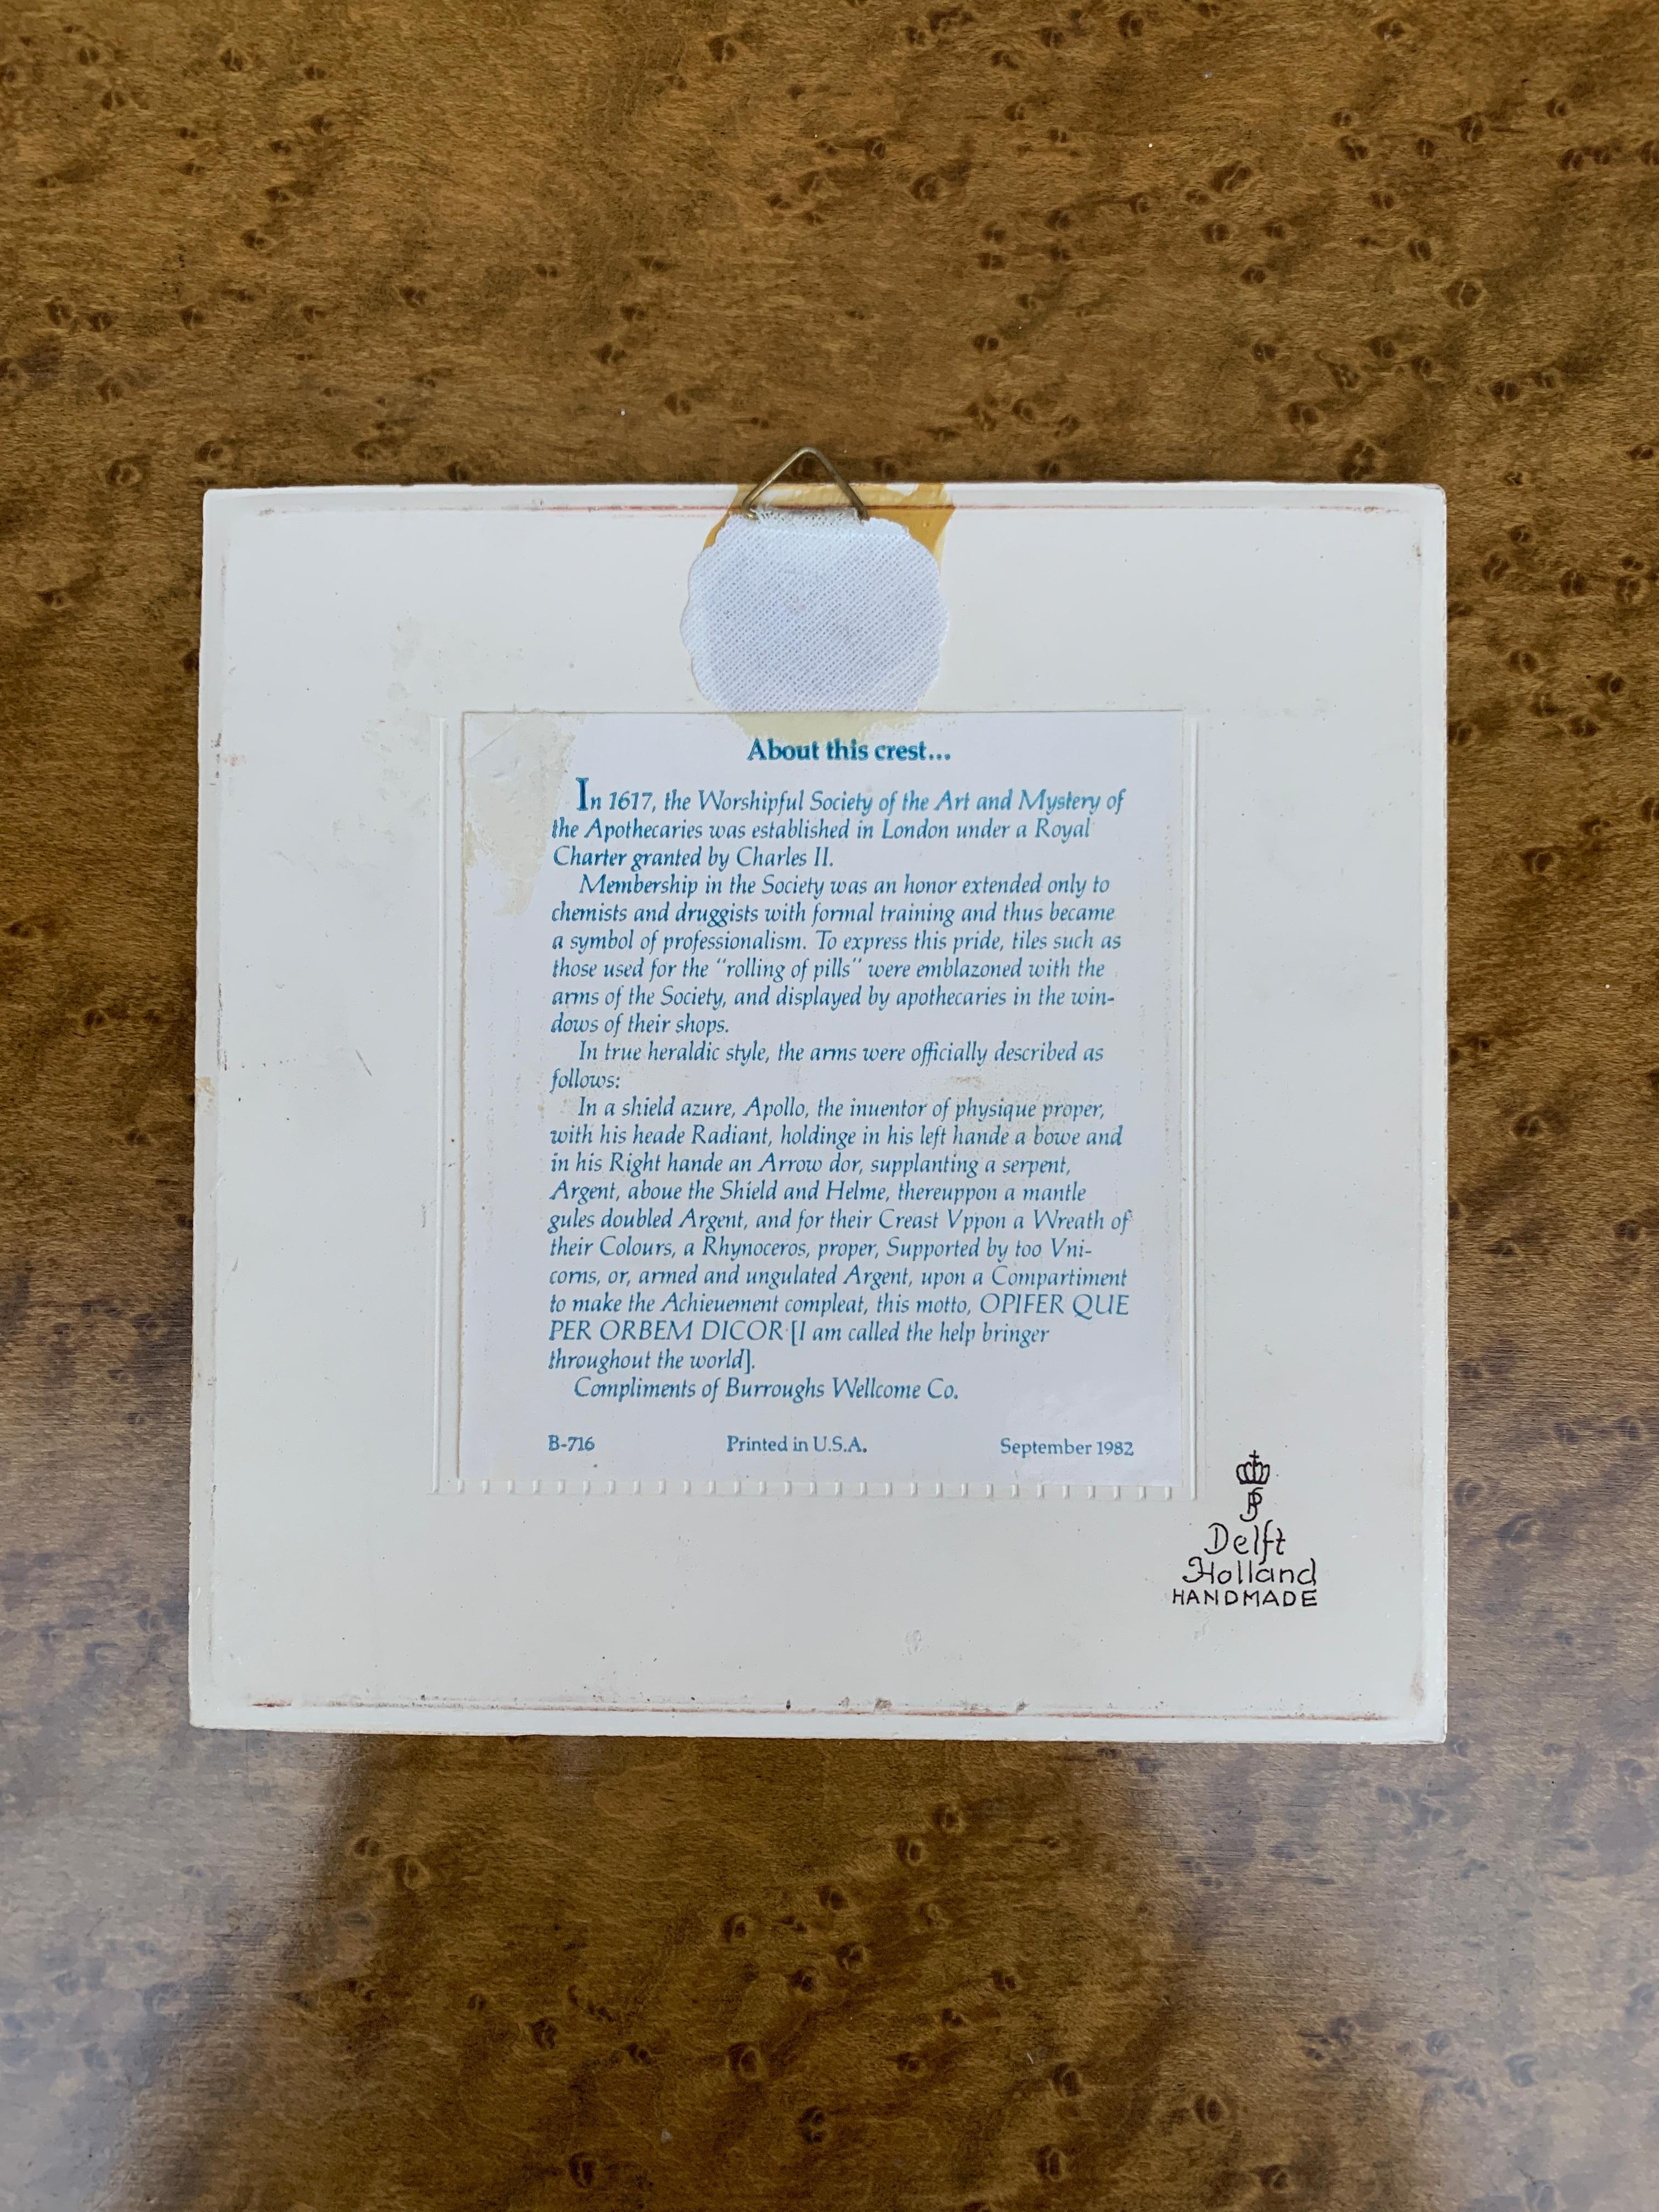 About this crest...
In 1617, the Worshipful Society of the Art and Mystery of
the Apothecaries was established in London under a Royal
Charter granted by Charles II.
Membership in the Society was an honor extended only to
chemists and druggists with formal training and thus became
a symbol of professionalism. To express this pride, tiles such as
those used for the "rolling of pills" were emblazoned with the
arms of the Society, and displayed by apothecaries in the win-
dows of their shops.
In true heraldic style, the arms were officially described as
follows:
In a shield azure, Apollo, the inuentor of physique proper,
with his heade Radiant, holdinge in his left hande a bowe and
in his Right hande an Arrow dor, supplanting a serpent,
Argent, aboue the Shield and Helme, thereuppon a mantle
gules doubled Argent, and for their Creast Vppon a Wreath of
their Colours, a Rhynoceros, proper, Supported by too Vni-
corns, or, armed and ungulated Argent, upon a Compartiment
to make the Achieuement compleat, this motto, OPIFER QUE
PER ORBEM DICOR [I am called the help bringer
throughout the world].
Compliments of Burroughs Wellcome Co.
B-716 Printed in U.S.A. September 1982
Delft
Holland
HANDMADE